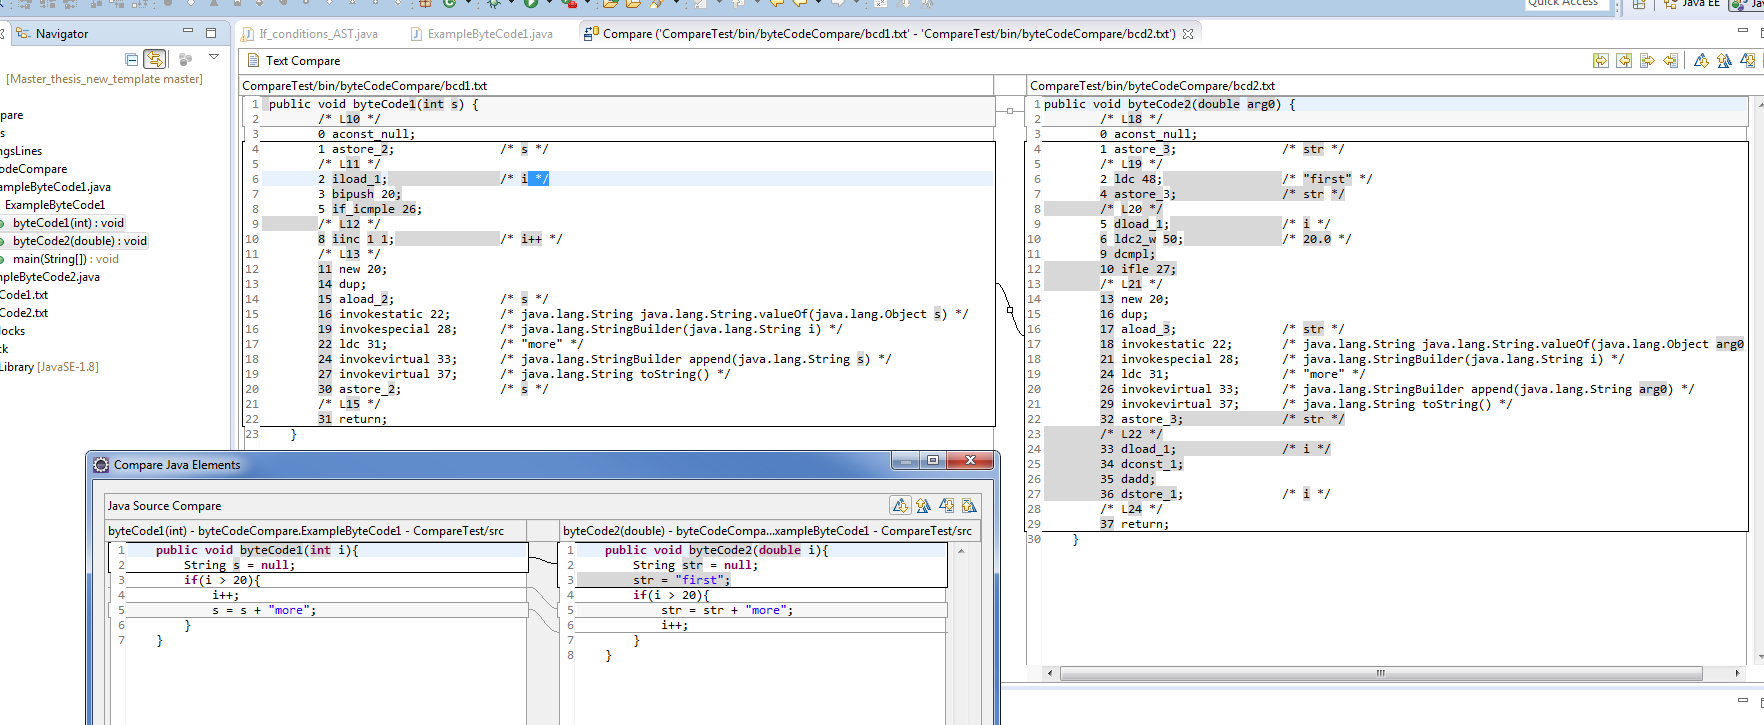 Quick Access
Java EE
Navigator
If_conditions_AST.java
ExampleByteCode1.java
Compare ('CompareTest/bin/byteCodeCompare/bcd1.txt' - 'CompareTest/bin/byteCodeCompare/bcd2.txt')
[Master_thesis_new_template master]
pare
s
ngsLines
odeCompare
ampleByteCode1.java
ExampleByteCode1
byteCode1(int) : void
byteCode2(double) : void
main(String[]) : void
mpleByteCode2.java
Code1.txt
Code2.txt
locks
ck
Library [JavaSE-1.8]
Text Compare
CompareTest/bin/byteCodeCompare/bcd1.txt
1 public void byteCode1(int s) {
2 /* L10 */
3 0 aconst_null;
4 1 astore_2; /* s */
5 /* L11 */
6 2 iload_1; /* i */
7 3 bipush 20;
8 5 if_icmple 26;
9 /* L12 */
10 8 iinc 1 1; /* i++ */
11 /* L13 */
12 11 new 20;
13 14 dup;
14 15 aload_2; /* s */
15 16 invokestatic 22; /* java.lang.String java.lang.String.valueOf(java.lang.Object s) */
16 19 invokespecial 28; /* java.lang.StringBuilder(java.lang.String i) */
17 22 ldc 31; /* "more" */
18 24 invokevirtual 33; /* java.lang.StringBuilder append(java.lang.String s) */
19 27 invokevirtual 37; /* java.lang.String toString() */
20 30 astore_2; /* s */
21 /* L15 */
22 31 return;
23 }
CompareTest/bin/byteCodeCompare/bcd2.txt
1 public void byteCode2(double arg0) {
2 /* L18 */
3 0 aconst_null;
4 1 astore_3; /* str */
5 /* L19 */
6 2 ldc 48; /* "first" */
7 4 astore_3; /* str */
8 /* L20 */
9 5 dload_1; /* i */
10 6 ldc2_w 50; /* 20.0 */
11 9 dcmpl;
12 10 ifle 27;
13 /* L21 */
14 13 new 20;
15 16 dup;
16 17 aload_3; /* str */
17 18 invokestatic 22; /* java.lang.String java.lang.String.valueOf(java.lang.Object arg0
18 21 invokespecial 28; /* java.lang.StringBuilder(java.lang.String i) */
19 24 ldc 31; /* "more" */
20 26 invokevirtual 33; /* java.lang.StringBuilder append(java.lang.String arg0) */
21 29 invokevirtual 37; /* java.lang.String toString() */
22 32 astore_3; /* str */
23 /* L22 */
24 33 dload_1; /* i */
25 34 dconst_1;
26 35 dadd;
27 36 dstore_1; /* i */
28 /* L24 */
29 37 return;
30 }
Compare Java Elements
Java Source Compare
byteCode1(int) - byteCodeCompare.ExampleByteCode1 - CompareTest/src
1 public void byteCode1(int i){
2 String s = null;
3 if(i > 20){
4 i++;
5 s = s + "more";
6 }
7 }
byteCode2(double) - byteCodeCompa...xampleByteCode1 - CompareTest/src
1 public void byteCode2(double i){
2 String str = null;
3 str = "first";
4 if(i > 20){
5 str = str + "more";
6 i++;
7 }
8 }